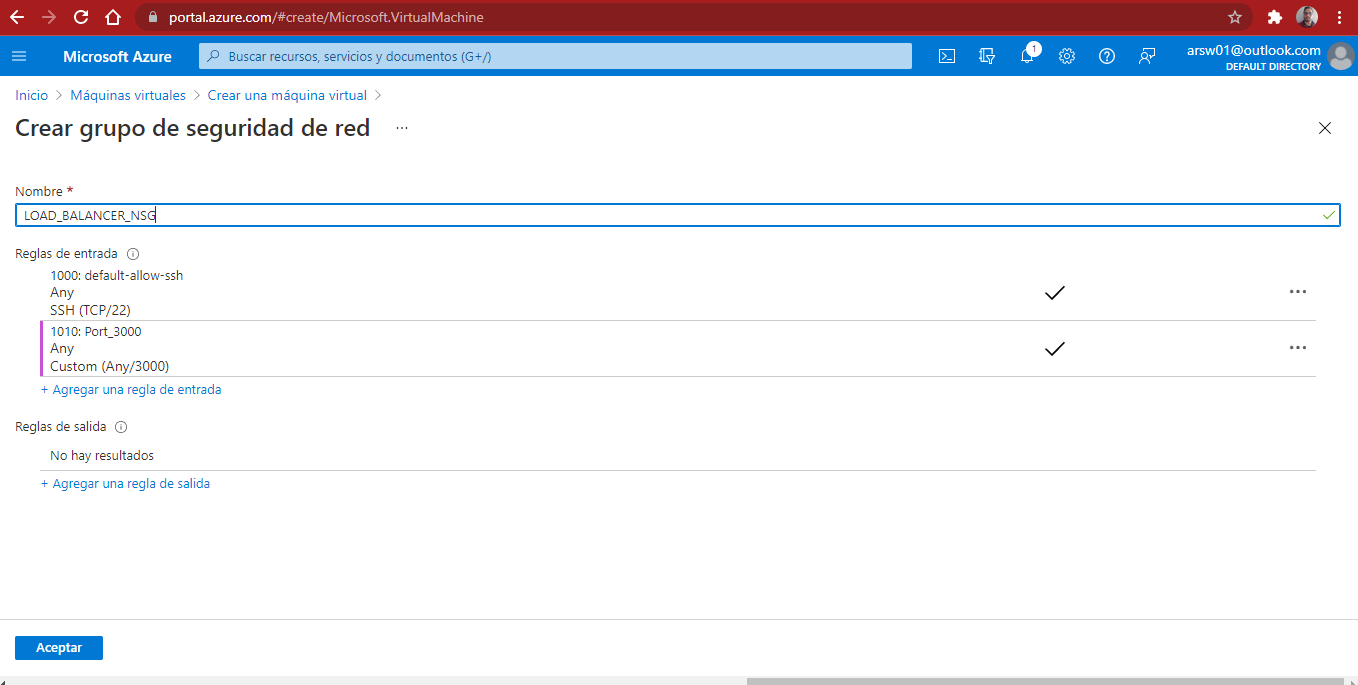 portal.azure.com/#create/Microsoft.VirtualMachine
Microsoft Azure
Buscar recursos, servicios y documentos (G+/)
1
arsw01@outlook.com
DEFAULT DIRECTORY
Inicio > Máquinas virtuales > Crear una máquina virtual >
Crear grupo de seguridad de red ...
Nombre *
LOAD_BALANCER_NSG
Reglas de entrada
1000: default-allow-ssh
Any
SSH (TCP/22)
1010: Port_3000
Any
Custom (Any/3000)
+ Agregar una regla de entrada
Reglas de salida
No hay resultados
+ Agregar una regla de salida
Aceptar